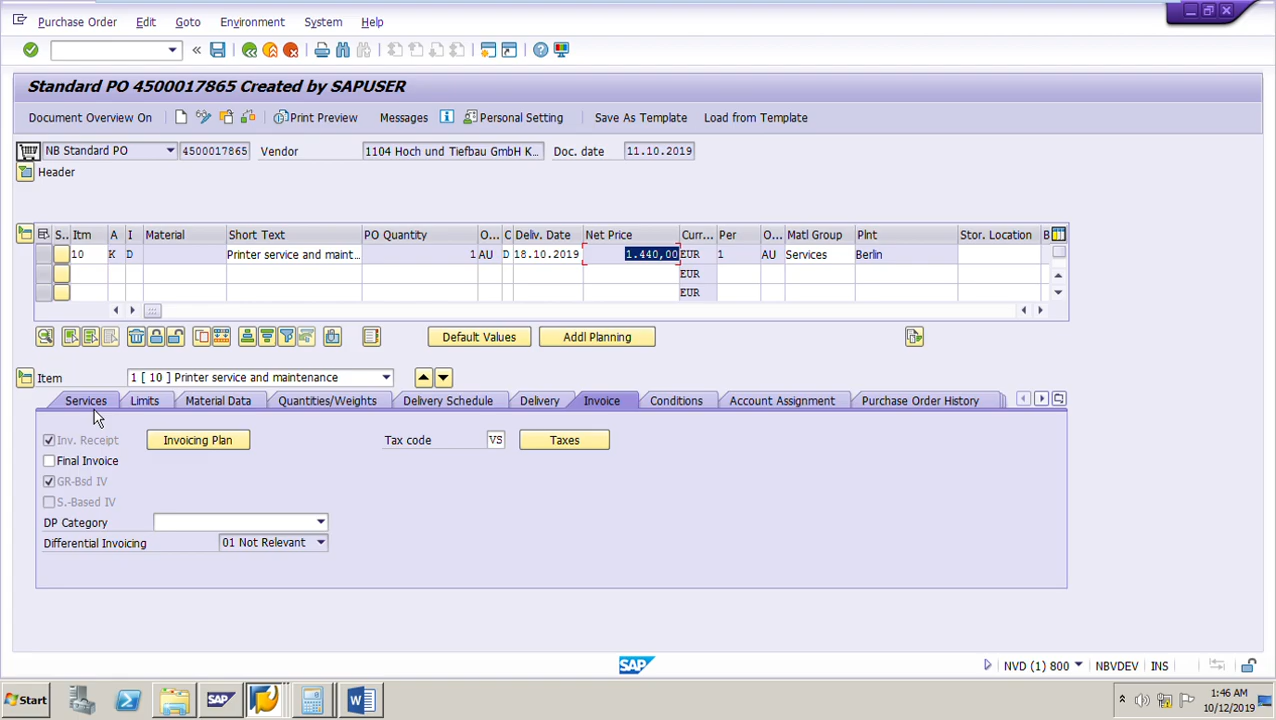 Purchase Order Edit Goto Environment System Help
Standard PO 4500017865 Created by SAPUSER
Document Overview On Print Preview Messages Personal Setting Save As Template Load from Template
NB Standard PO 4500017865 Vendor 1104 Hoch und Tiefbau GmbH K... Doc. date 11.10.2019
Header
S.. Itm A I Material Short Text PO Quantity O... C Deliv. Date Net Price Curr... Per O... Matl Group Plnt Stor. Location B
10 K D Printer service and maint... 1 AU D 18.10.2019 1.440,00 EUR 1 AU Services Berlin
EUR
EUR
Default Values Addl Planning
Item 1 [ 10 ] Printer service and maintenance
Services Limits Material Data Quantities/Weights Delivery Schedule Delivery Invoice Conditions Account Assignment Purchase Order History
Inv. Receipt Invoicing Plan Tax code VS Taxes
Final Invoice
GR-Bsd IV
S.-Based IV
DP Category
Differential Invoicing 01 Not Relevant
SAP NVD (1) 800 NBVDEV INS
Start SAP W 1:46 AM
10/12/2019